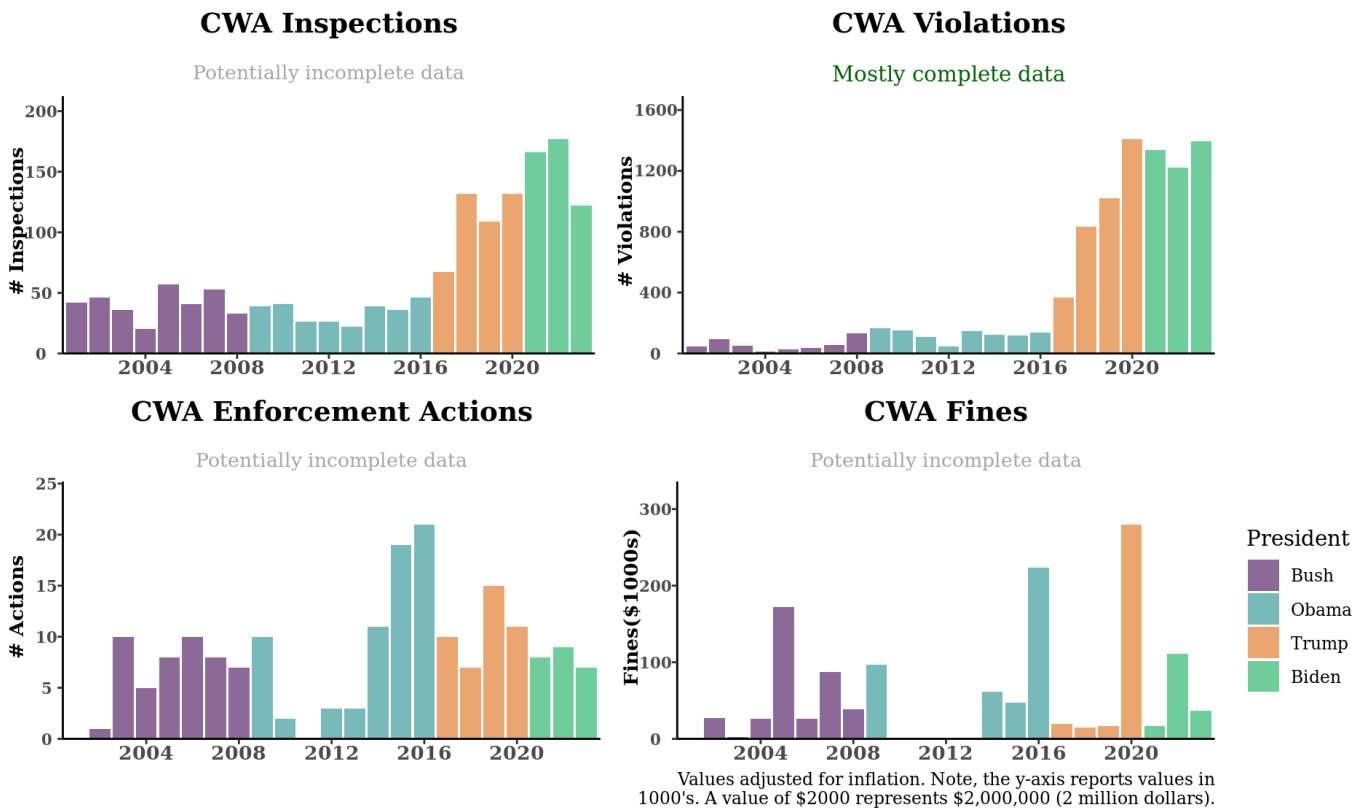 CWA Inspections
Potentially incomplete data
# Inspections
200
150
100
50
0
2004 2008 2012 2016 2020
CWA Violations
Mostly complete data
# Violations
1600
1200
800
400
0
2004 2008 2012 2016 2020
CWA Enforcement Actions
Potentially incomplete data
# Actions
25
20
15
10
5
0
2004 2008 2012 2016 2020
CWA Fines
Potentially incomplete data
Fines($1000s)
300
200
100
0
2004 2008 2012 2016 2020
President
Bush
Obama
Trump
Biden
Values adjusted for inflation. Note, the y-axis reports values in
1000's. A value of $2000 represents $2,000,000 (2 million dollars).